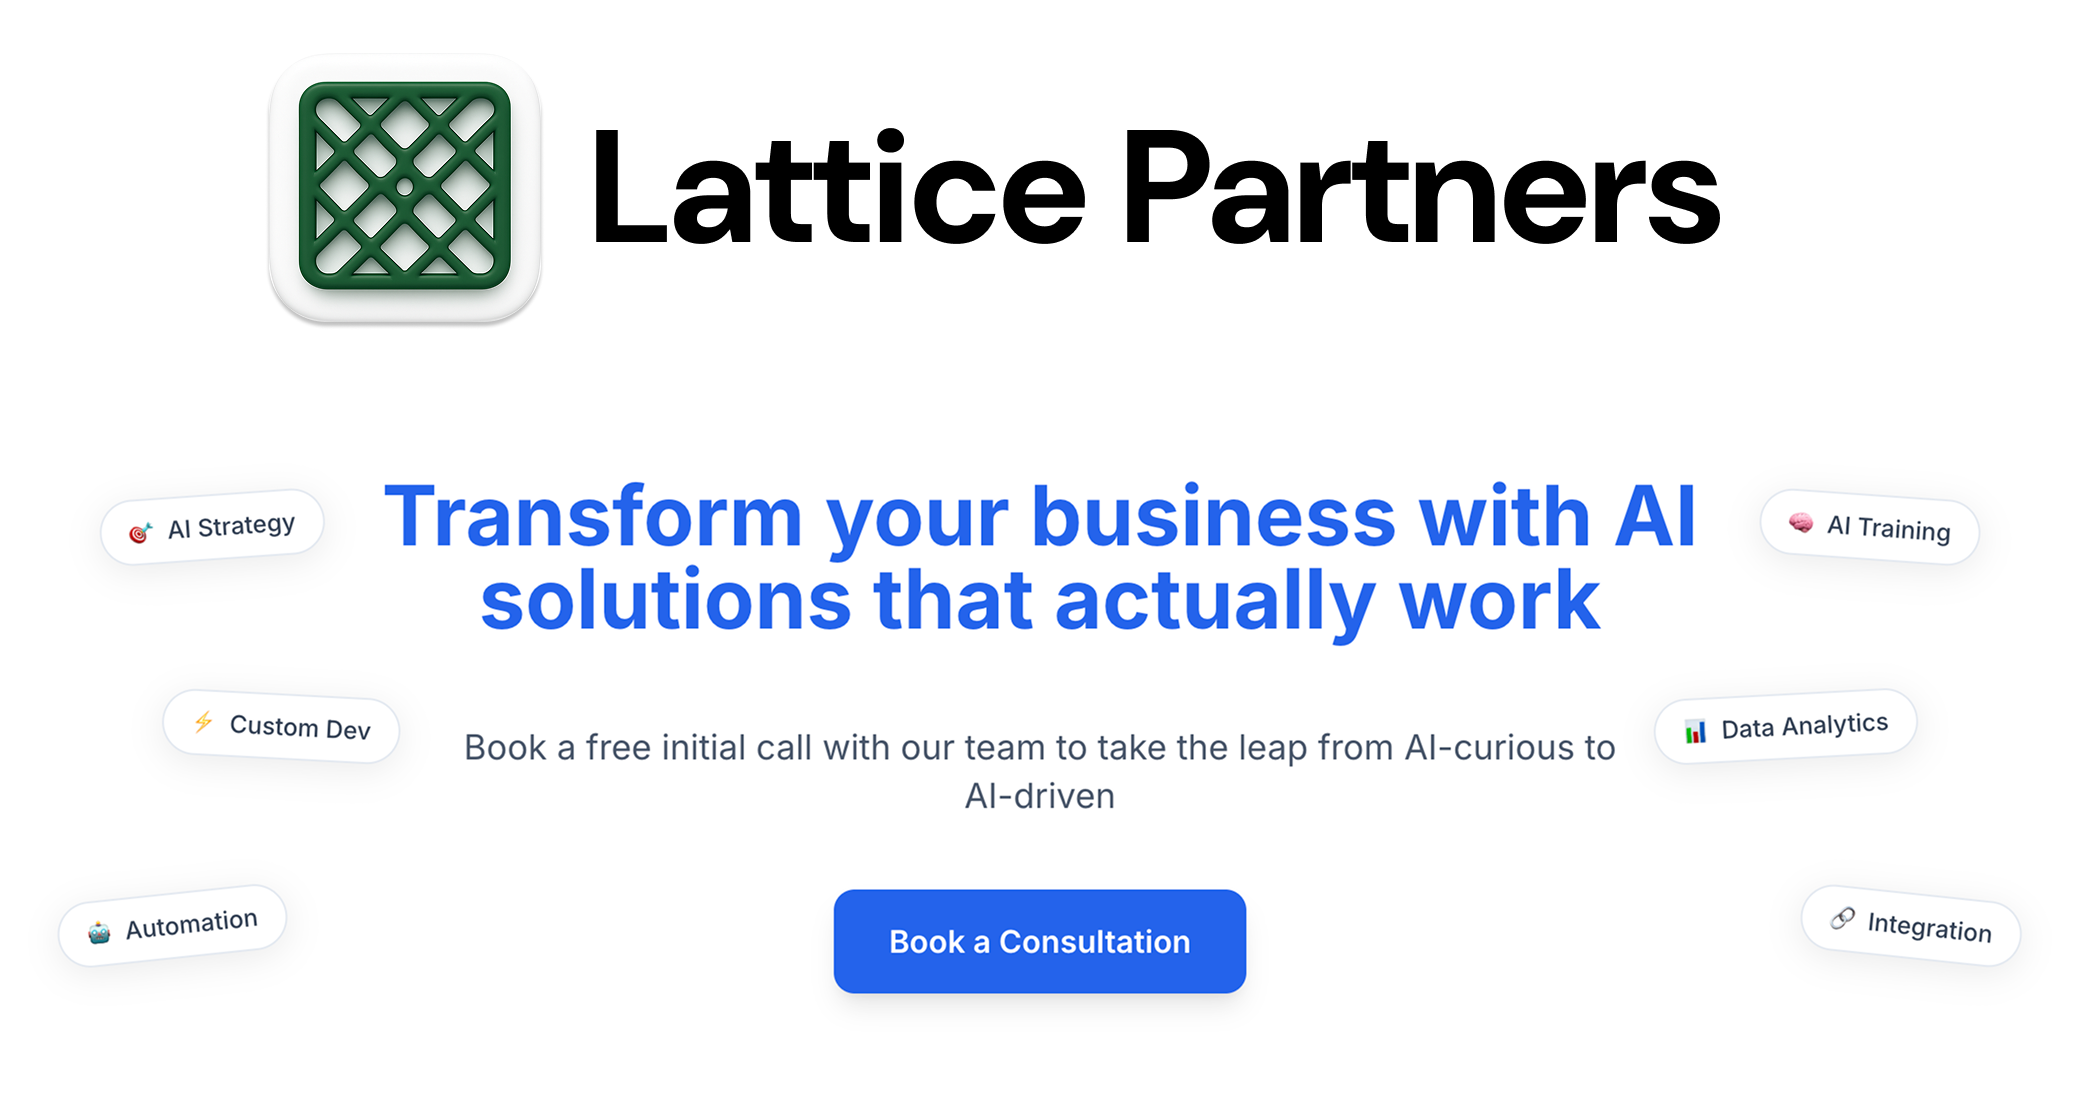 Lattice Partners
AI Strategy
Transform your business with AI
solutions that actually work
AI Training
Custom Dev
Book a free initial call with our team to take the leap from AI-curious to
AI-driven
Data Analytics
Automation
Book a Consultation
Integration